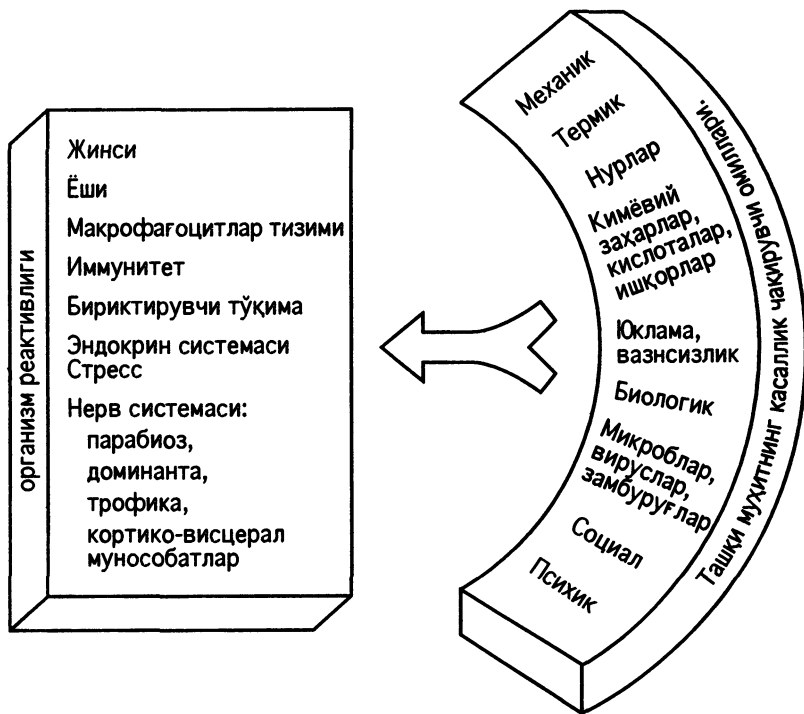 организм реактивлиги
Жинси
Ёши
Макрофағоцитлар тизими
Иммунитет
Бириктирувчи тўқима
Эндокрин системаси
Стресс
Нерв системаси:
парабиоз,
доминанта,
трофика,
кортико-висцерал
муносабатлар
Механик
Термик
Нурлар
Кимёвий
заҳарлар,
кислоталар,
ишқорлар
Юклама,
вазнсизлик
Биологик
Микроблар,
вируслар,
замбуруғлар
Социал
Психик
Ташқи муҳитнинг касаллик чақирувчи омиллари.